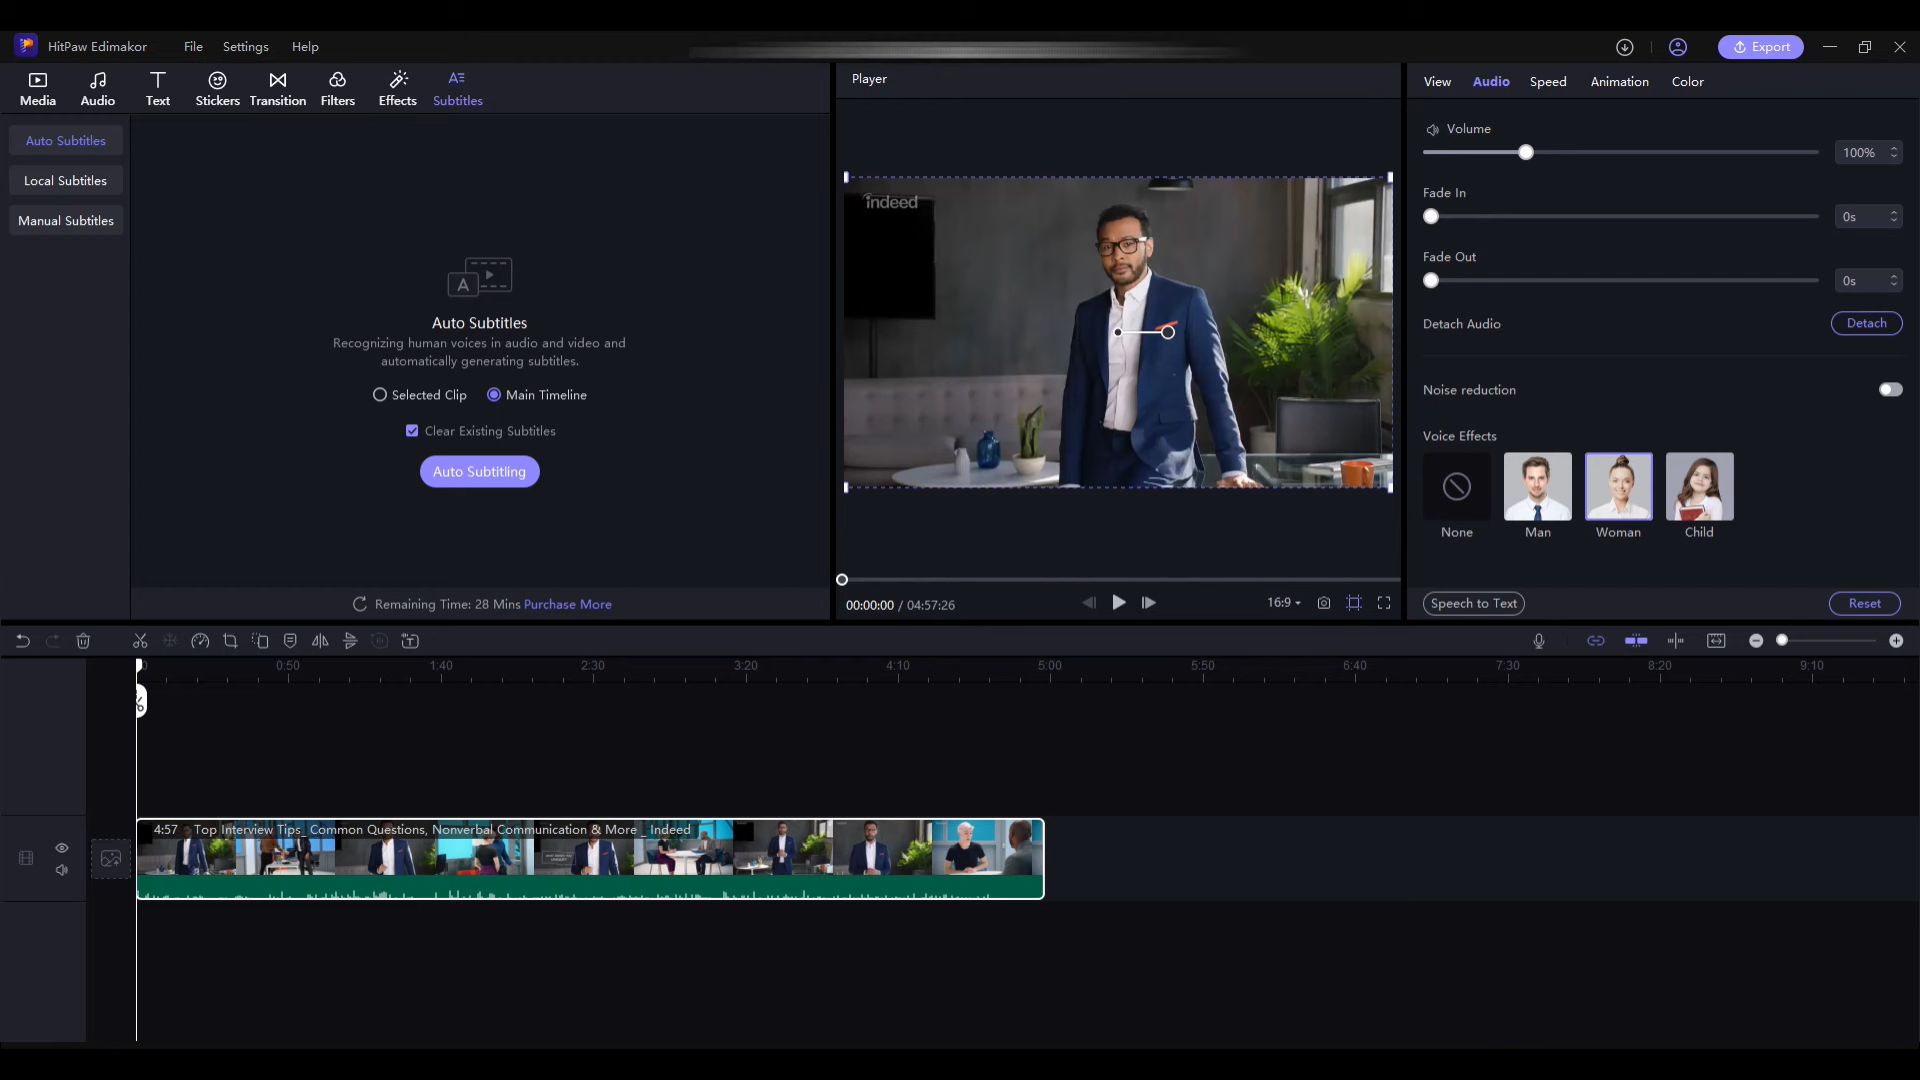 HitPaw Edimakor
File
Settings
Help
Export
Media
Audio
Text
Stickers
Transition
Filters
Effects
Subtitles
Auto Subtitles
Local Subtitles
Manual Subtitles
A
Auto Subtitles
Recognizing human voices in audio and video and
automatically generating subtitles.
Selected Clip
Main Timeline
Clear Existing Subtitles
Auto Subtitling
Remaining Time: 28 Mins Purchase More
Player
indeed
00:00:00 / 04:57:26
16:9
View
Audio
Speed
Animation
Color
Volume
100%
Fade In
0s
Fade Out
0s
Detach Audio
Detach
Noise reduction
Voice Effects
None
Man
Woman
Child
Speech to Text
Reset
0:50
1:40
2:30
3:20
4:10
5:00
5:50
6:40
7:30
8:20
9:10
4:57 Top Interview Tips_ Common Questions, Nonverbal Communication & More _ Indeed